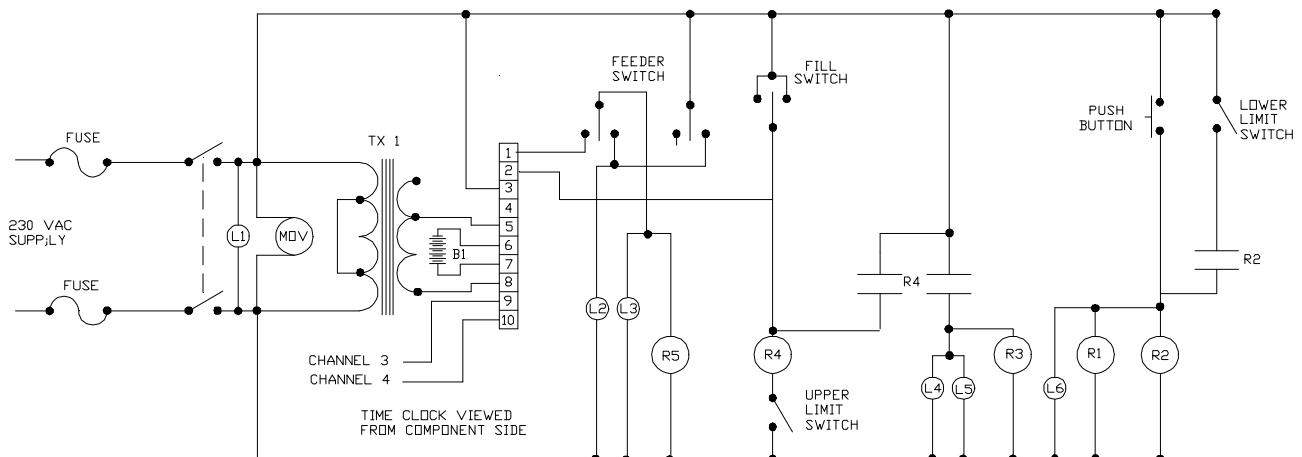 FEEDER
SWITCH
FILL
SWITCH
PUSH
BUTTON
LOWER
LIMIT
SWITCH
FUSE
TX 1
1
2
3
4
5
6
7
8
9
10
230 VAC
SUPP;LY
L1
MOV
B1
R4
R2
FUSE
L2
L3
R5
R4
R3
R1
R2
CHANNEL 3
CHANNEL 4
L4
L5
L6
UPPER
LIMIT
SWITCH
TIME CLOCK VIEWED
FROM COMPONENT SIDE